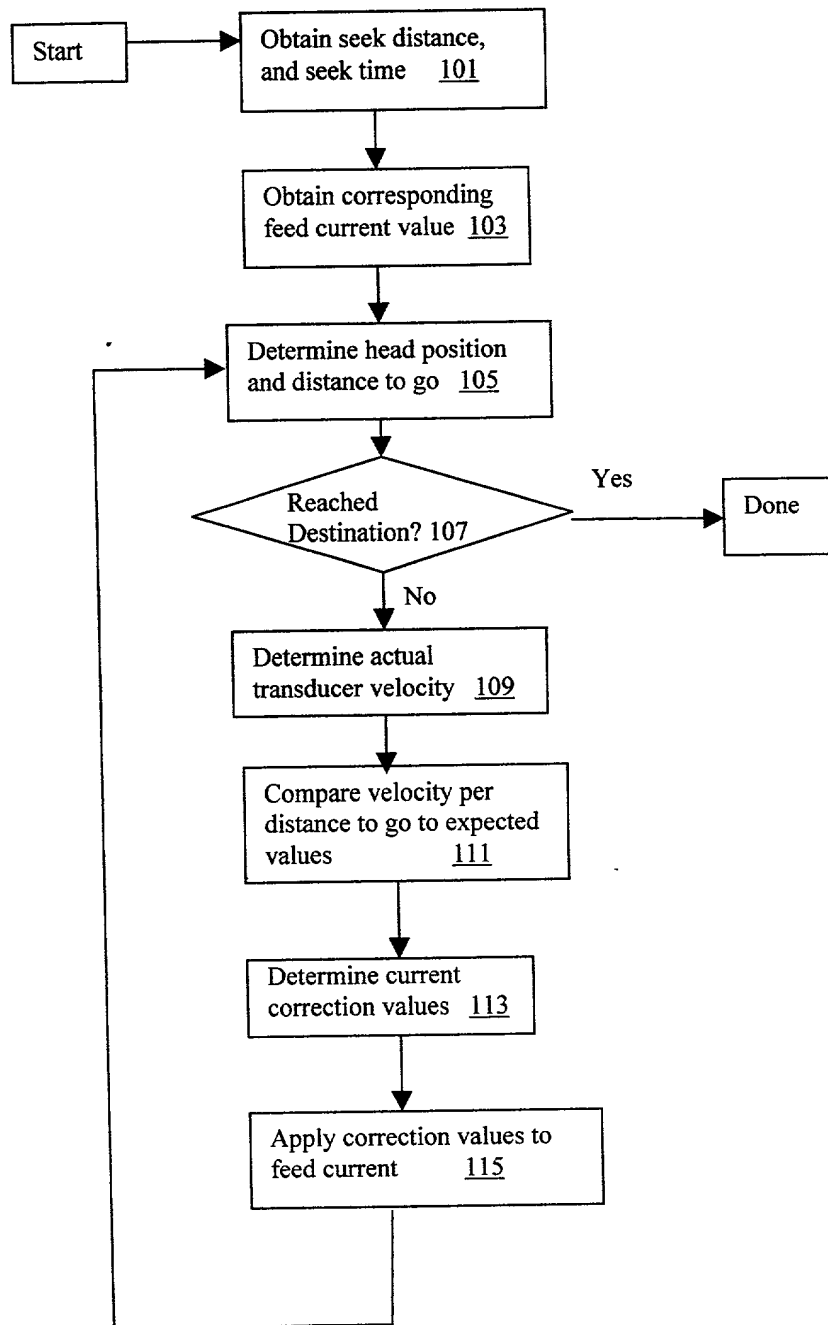 Start
Obtain seek distance,
and seek time 101
Obtain corresponding
feed current value 103
Determine head position
and distance to go 105
Reached
Destination? 107
Yes
Done
No
Determine actual
transducer velocity 109
Compare velocity per
distance to go to expected
values 111
Determine current
correction values 113
Apply correction values to
feed current 115